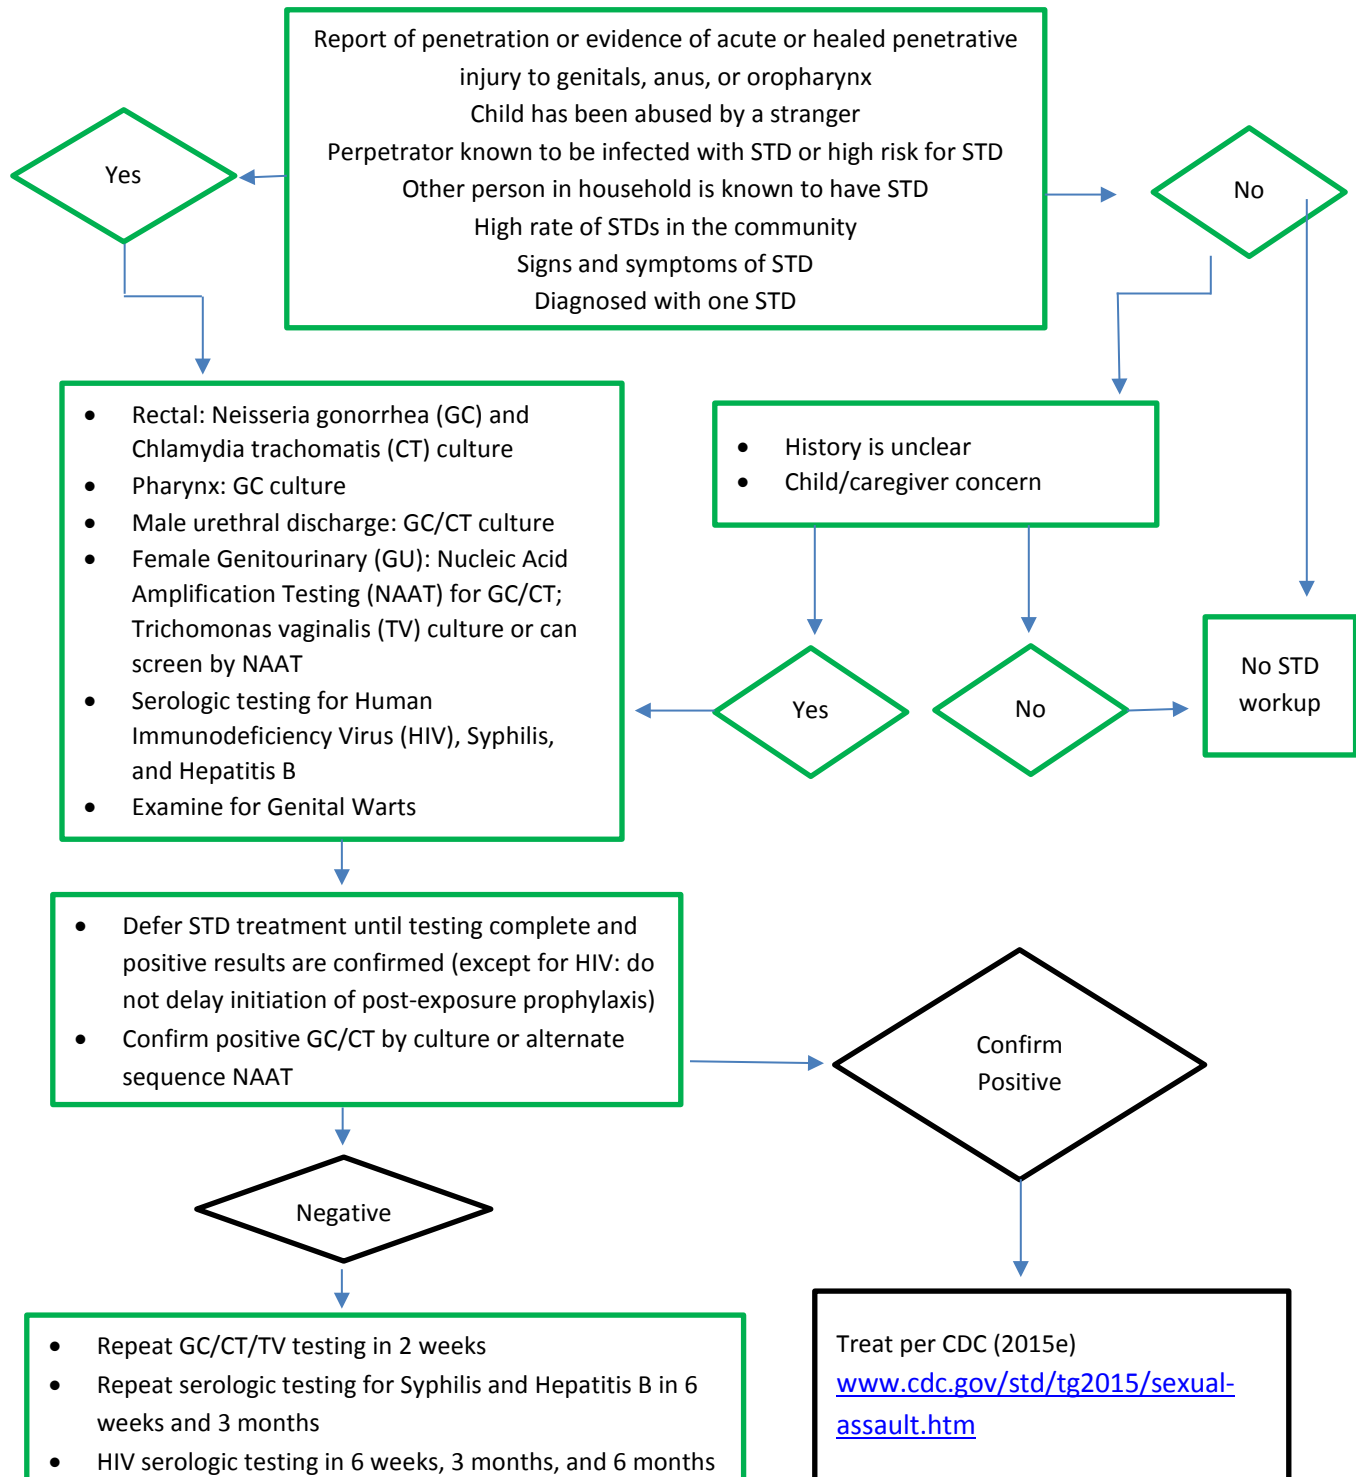 Report of penetration or evidence of acute or healed penetrative
injury to genitals, anus, or oropharynx
Child has been abused by a stranger
Perpetrator known to be infected with STD or high risk for STD
Other person in household is known to have STD
High rate of STDs in the community
Signs and symptoms of STD
Diagnosed with one STD
Yes
No
• Rectal: Neisseria gonorrhea (GC) and
Chlamydia trachomatis (CT) culture
• Pharynx: GC culture
• Male urethral discharge: GC/CT culture
• Female Genitourinary (GU): Nucleic Acid
Amplification Testing (NAAT) for GC/CT;
Trichomonas vaginalis (TV) culture or can
screen by NAAT
• Serologic testing for Human
Immunodeficiency Virus (HIV), Syphilis,
and Hepatitis B
• Examine for Genital Warts
• History is unclear
• Child/caregiver concern
Yes
No
No STD
workup
• Defer STD treatment until testing complete and
positive results are confirmed (except for HIV: do
not delay initiation of post-exposure prophylaxis)
• Confirm positive GC/CT by culture or alternate
sequence NAAT
Confirm
Positive
Negative
• Repeat GC/CT/TV testing in 2 weeks
• Repeat serologic testing for Syphilis and Hepatitis B in 6
weeks and 3 months
• HIV serologic testing in 6 weeks, 3 months, and 6 months
Treat per CDC (2015e)
www.cdc.gov/std/tg2015/sexual-
assault.htm